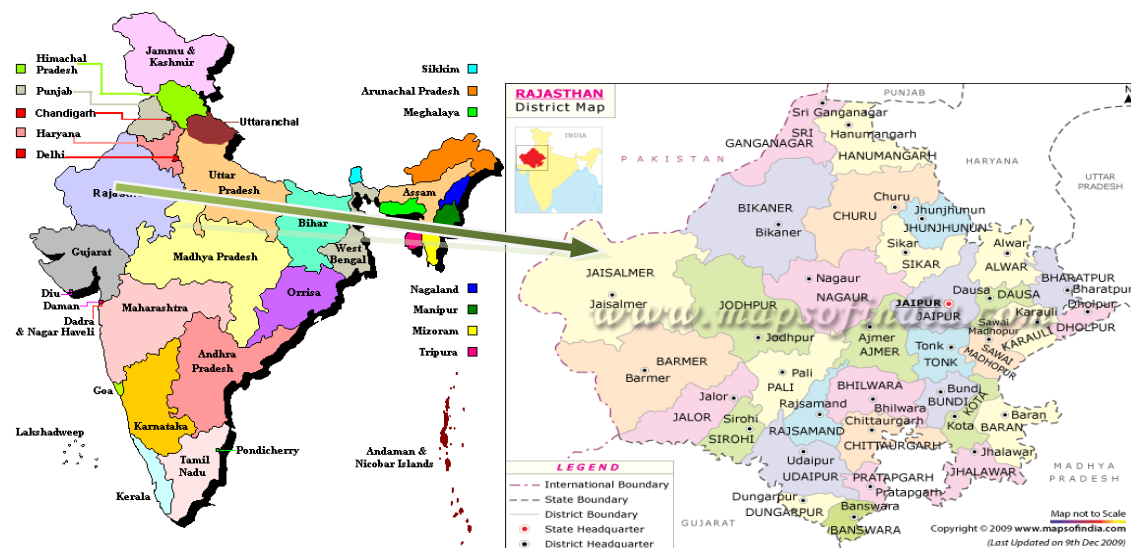 Jammu &
Kashmir
Himachal
Pradesh
Punjab
Chandigarh
Haryana
Delhi
Uttaranchal
Sikkim
Arunachal Pradesh
Meghalaya
Uttar
Pradesh
Assam
Bihar
Gujarat
Madhya Pradesh
West
Bengal
Diu
Daman
Dadra
& Nagar Haveli
Maharashtra
Orrisa
Nagaland
Manipur
Mizoram
Tripura
Andhra
Pradesh
Goa
Karnataka
Lakshadweep
Pondicherry
Tamil
Nadu
Kerala
Andaman &
Nicobar Islands
RAJASTHAN
District Map
INDIA
PUNJAB
N
PAKISTAN
HARYANA
UTTAR
PRADESH
Sri Ganganagar
SRI
GANGANAGAR
Hanumangarh
HANUMANGARH
BIKANER
Bikaner
Churu
CHURU
Jhunjhunun
JHUNJHUNUN
Sikar
SIKAR
Alwar
ALWAR
BHARATPUR
Bharatpur
JAISALMER
Jaisalmer
JODHPUR
Jodhpur
Nagaur
NAGAUR
JAIPUR
JAIPUR
Dausa
DAUSA
Dholpur
DHOLPUR
Karauli
KARAULI
Sawai
Madhopur
SAWAI
MADHOPUR
www.mapsofindia.com
Ajmer
AJMER
Tonk
TONK
BARMER
Barmer
Pali
PALI
BHILWARA
Bhilwara
Bundi
BUNDI
KOTA
Kota
Baran
BARAN
Jalor
JALOR
Sirohi
SIROHI
Rajsamand
RAJSAMAND
Chittaurgarh
CHITTAURGARH
Jhalawar
JHALAWAR
Udaipur
UDAIPUR
PRATAPGARH
Pratapgarh
Dungarpur
DUNGARPUR
Banswara
BANSWARA
MADHYA
PRADESH
GUJARAT
LEGEND
International Boundary
State Boundary
District Boundary
State Headquarter
District Headquarter
Map not to Scale
Copyright © 2009 www.mapsofindia.com
(Last Updated on 9th Dec 2009)